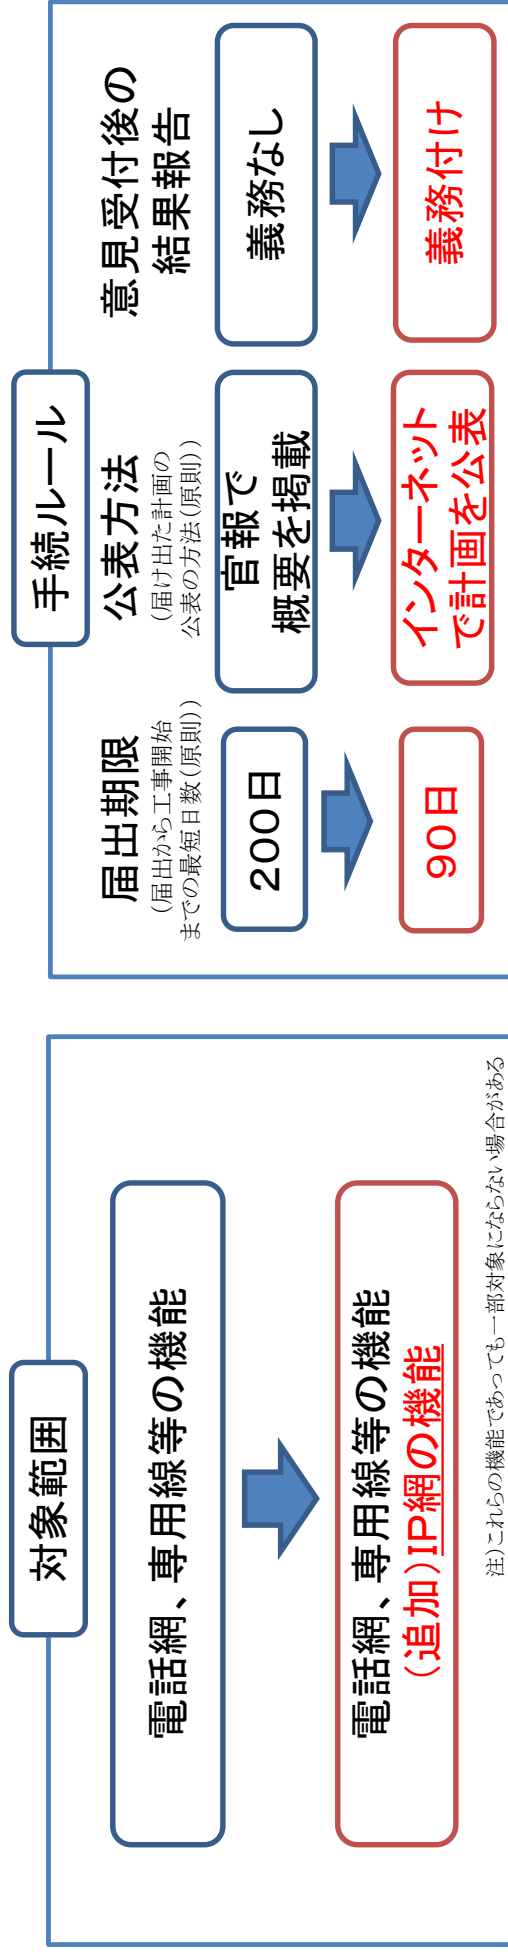 対象範囲
電話網、専用線等の機能
電話網、専用線等の機能
(追加)IP網の機能
注)これらの機能であっても一部対象にならない場合がある
手続ルール
届出期限
(届出から工事開始
までの最短日数(原則))
200日
90日
公表方法
(届け出た計画の
公表の方法(原則))
官報で
概要を掲載
インターネット
で計画を公表
意見受付後の
結果報告
義務なし
義務付け